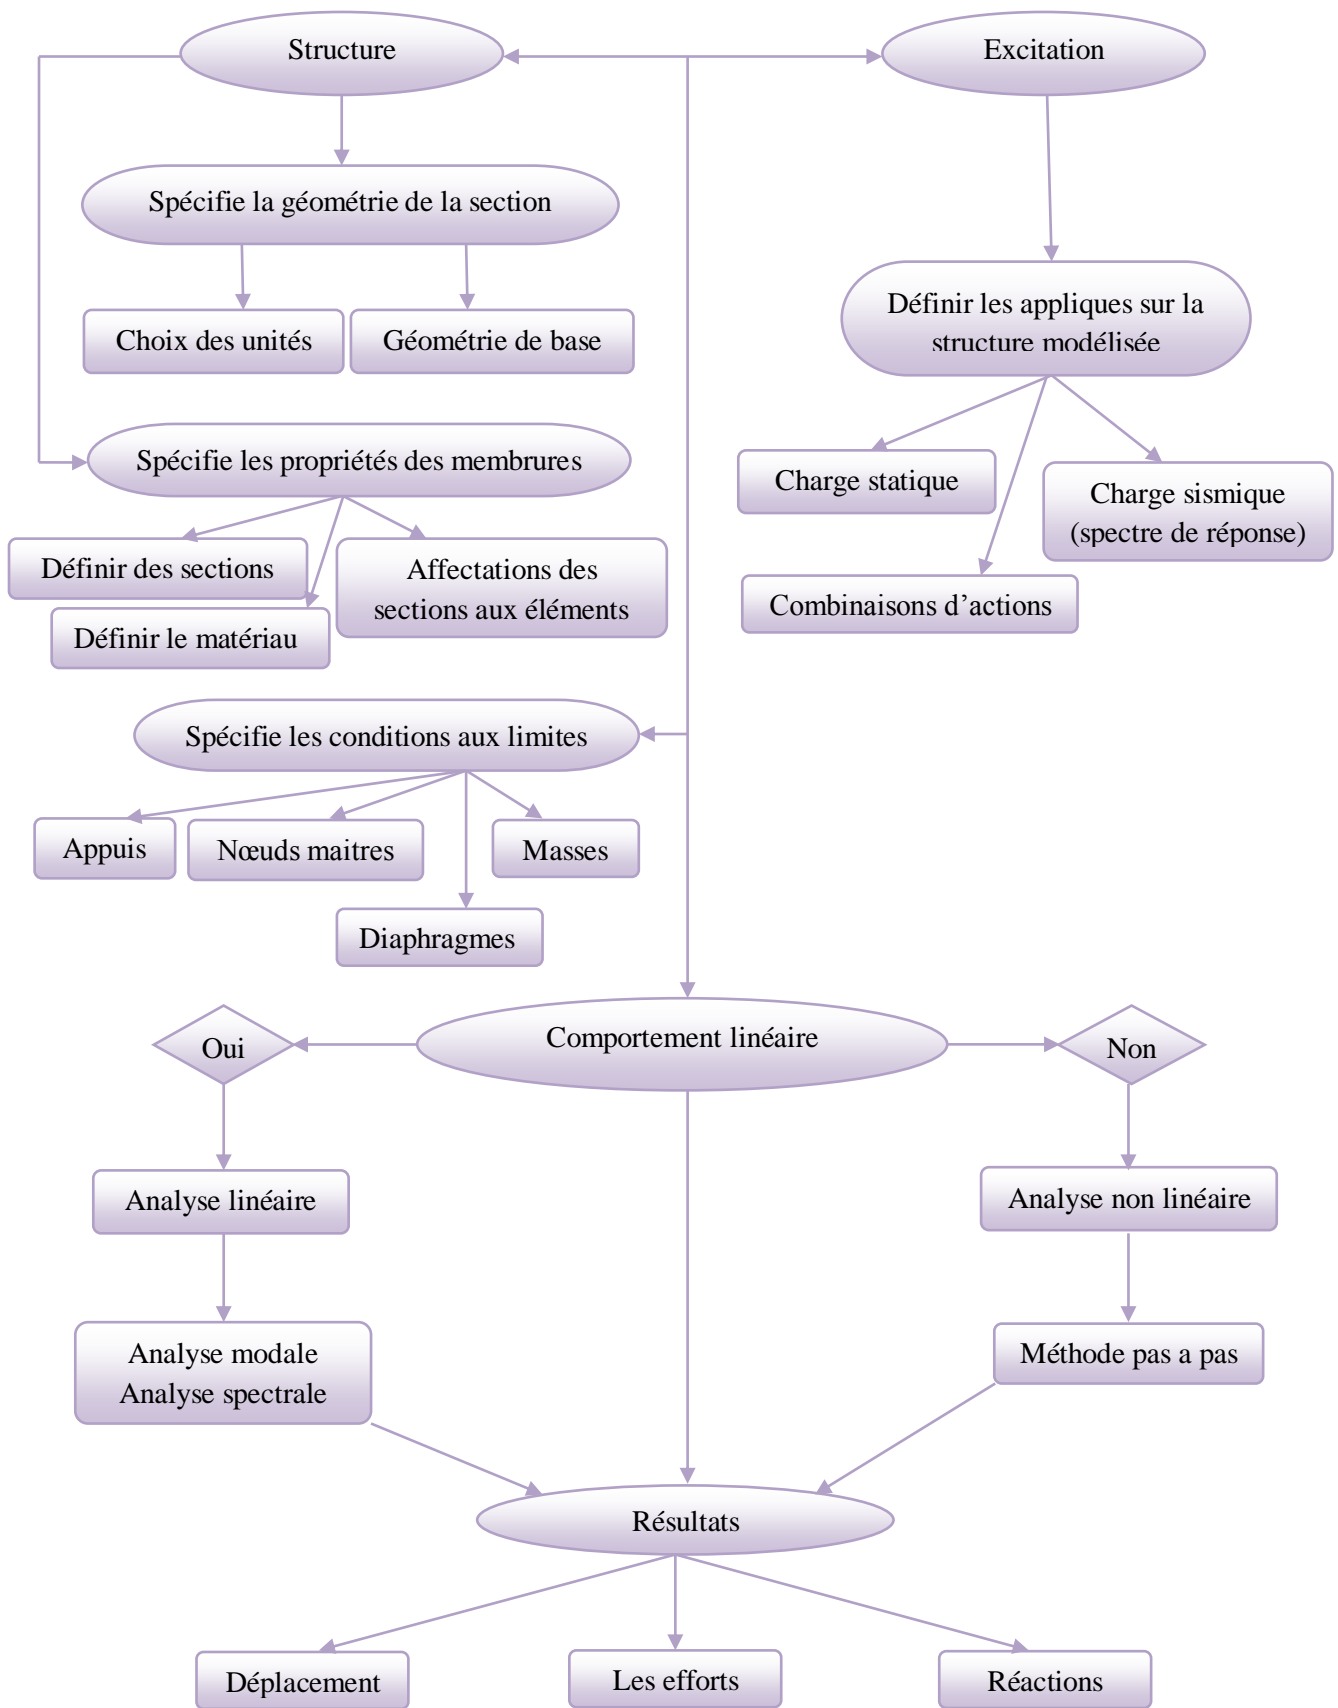 Structure
Excitation
Spécifie la géométrie de la section
Choix des unités
Géométrie de base
Définir les appliques sur la
structure modélisée
Spécifie les propriétés des membrures
Charge statique
Charge sismique
(spectre de réponse)
Définir des sections
Affectations des
sections aux éléments
Définir le matériau
Combinaisons d’actions
Spécifie les conditions aux limites
Appuis
Nœuds maitres
Masses
Diaphragmes
Comportement linéaire
Oui
Non
Analyse linéaire
Analyse non linéaire
Analyse modale
Analyse spectrale
Méthode pas a pas
Résultats
Déplacement
Les efforts
Réactions